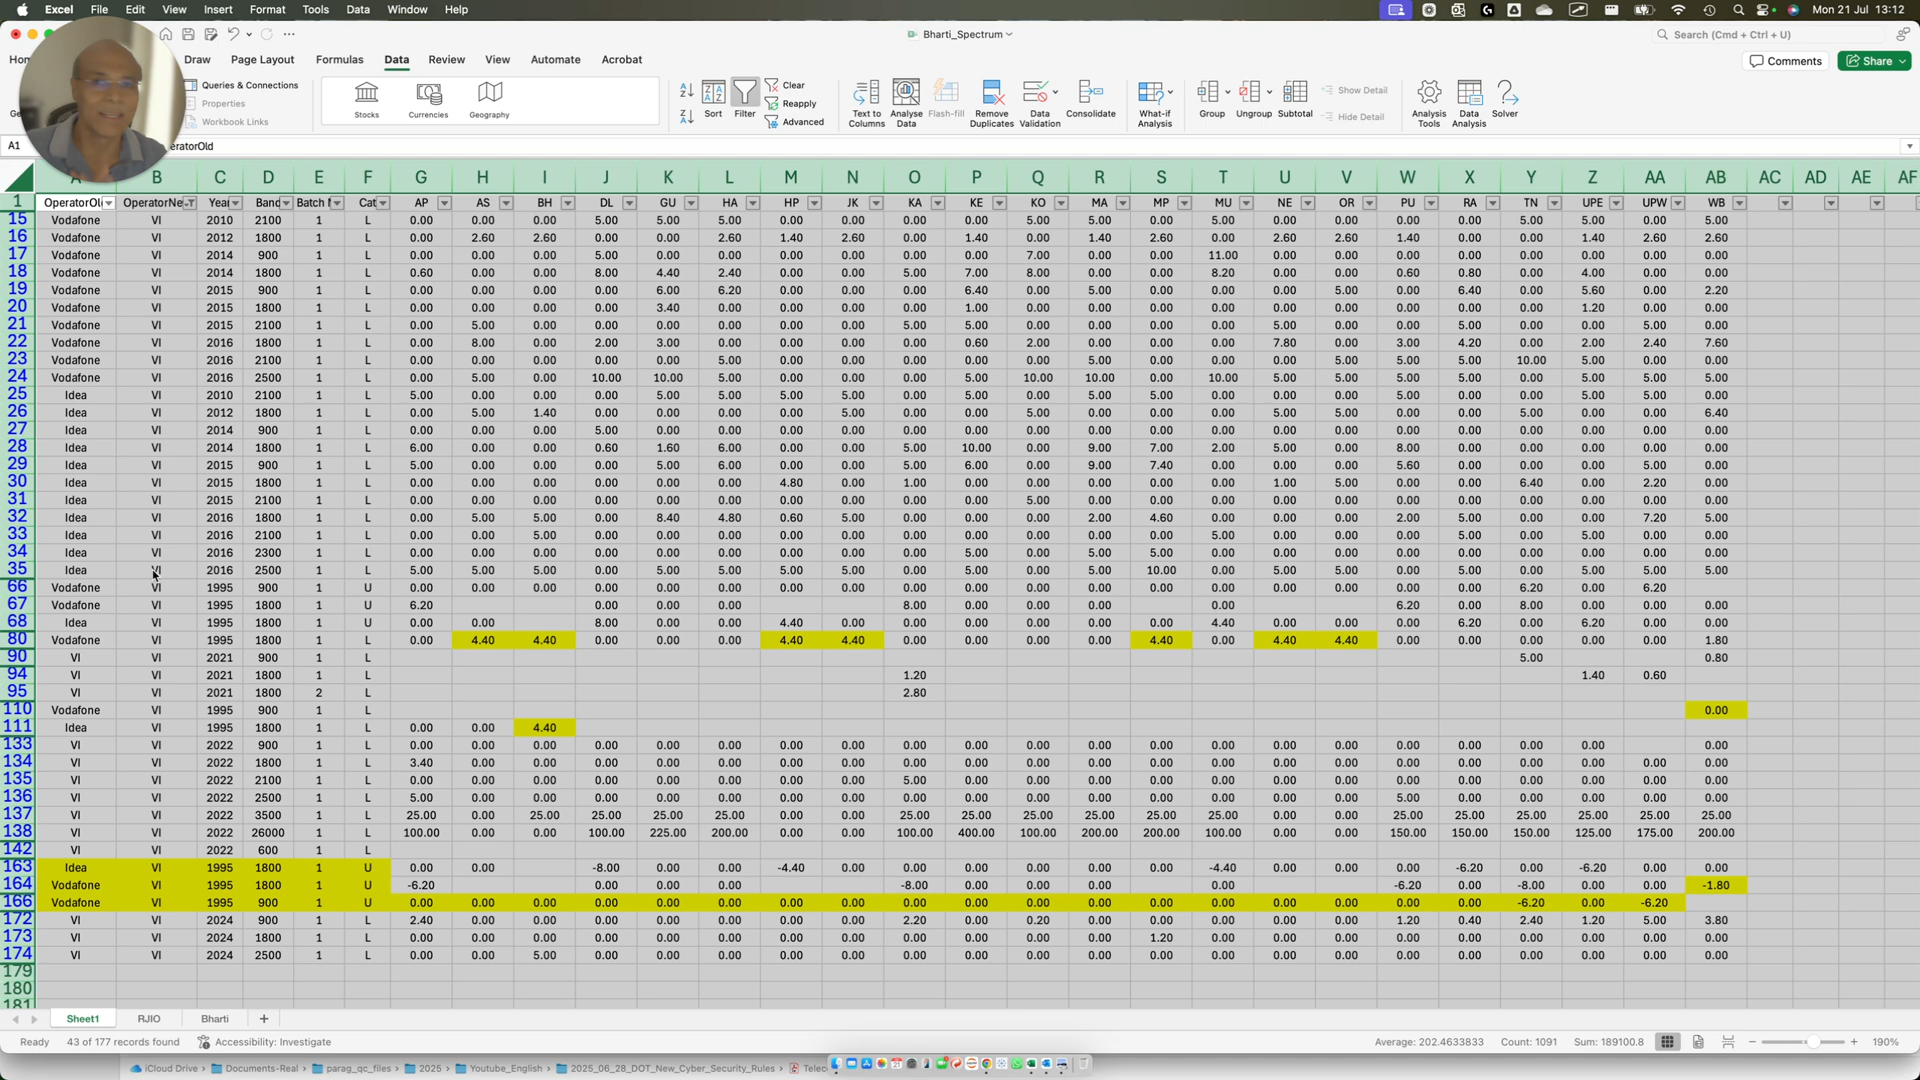 Excel File Edit View Insert Format Tools Data Window Help Mon 21 Jul 13:12
Bharti_Spectrum Search (Cmd + Ctrl + U)
Draw Page Layout Formulas Data Review View Automate Acrobat Comments Share
Queries & Connections Properties Workbook Links Stocks Currencies Geography Sort Filter Clear Reapply Advanced Text to Columns Analyse Data Flash-fill Remove Duplicates Data Validation Consolidate What-if Analysis Group Ungroup Subtotal Show Detail Hide Detail Analysis Tools Data Analysis Solver
A1 eratorOld
B C D E F G H I J K L M N O P Q R S T U V W X Y Z AA AB AC AD AE AF
1 OperatorOl OperatorNe Year Band Batch Cat AP AS BH DL GU HA HP JK KA KE KO MA MP MU NE OR PU RA TN UPE UPW WB
15 Vodafone VI 2010 2100 1 L 0.00 0.00 0.00 5.00 5.00 5.00 0.00 0.00 0.00 0.00 5.00 5.00 0.00 5.00 0.00 0.00 0.00 0.00 5.00 5.00 5.00 5.00
16 Vodafone VI 2012 1800 1 L 0.00 2.60 2.60 0.00 0.00 2.60 1.40 2.60 0.00 1.40 0.00 1.40 2.60 0.00 2.60 2.60 1.40 0.00 0.00 1.40 2.60 2.60
17 Vodafone VI 2014 900 1 L 0.00 0.00 0.00 5.00 0.00 0.00 0.00 0.00 0.00 0.00 7.00 0.00 0.00 11.00 0.00 0.00 0.00 0.00 0.00 0.00 0.00 0.00
18 Vodafone VI 2014 1800 1 L 0.60 0.00 0.00 8.00 4.40 2.40 0.00 0.00 5.00 7.00 8.00 0.00 0.00 8.20 0.00 0.00 0.60 0.80 0.00 4.00 0.00 0.00
19 Vodafone VI 2015 900 1 L 0.00 0.00 0.00 0.00 6.00 6.20 0.00 0.00 0.00 6.40 0.00 5.00 0.00 0.00 0.00 5.00 0.00 6.40 0.00 5.60 0.00 2.20
20 Vodafone VI 2015 1800 1 L 0.00 0.00 0.00 0.00 3.40 0.00 0.00 0.00 0.00 1.00 0.00 0.00 0.00 0.00 0.00 0.00 0.00 0.00 0.00 1.20 0.00 0.00
21 Vodafone VI 2015 2100 1 L 0.00 5.00 0.00 0.00 0.00 0.00 0.00 0.00 5.00 5.00 0.00 0.00 0.00 0.00 5.00 0.00 0.00 5.00 0.00 0.00 5.00 0.00
22 Vodafone VI 2016 1800 1 L 0.00 8.00 0.00 2.00 3.00 0.00 0.00 0.00 0.00 0.60 2.00 0.00 0.00 0.00 7.80 0.00 3.00 4.20 0.00 2.00 2.40 7.60
23 Vodafone VI 2016 2100 1 L 0.00 0.00 0.00 0.00 0.00 5.00 0.00 0.00 0.00 0.00 0.00 5.00 0.00 0.00 0.00 5.00 5.00 5.00 10.00 5.00 0.00 0.00
24 Vodafone VI 2016 2500 1 L 0.00 5.00 0.00 10.00 10.00 5.00 0.00 0.00 0.00 5.00 10.00 10.00 0.00 10.00 5.00 5.00 5.00 5.00 0.00 5.00 5.00 5.00
25 Idea VI 2010 2100 1 L 5.00 0.00 0.00 0.00 5.00 5.00 5.00 5.00 0.00 5.00 0.00 5.00 5.00 0.00 0.00 0.00 5.00 0.00 0.00 5.00 5.00 0.00
26 Idea VI 2012 1800 1 L 0.00 5.00 1.40 0.00 0.00 0.00 0.00 5.00 0.00 0.00 5.00 0.00 0.00 0.00 5.00 5.00 0.00 0.00 5.00 0.00 0.00 6.40
27 Idea VI 2014 900 1 L 0.00 0.00 0.00 5.00 0.00 0.00 0.00 0.00 0.00 0.00 0.00 0.00 0.00 0.00 0.00 0.00 0.00 0.00 0.00 0.00 0.00 0.00
28 Idea VI 2014 1800 1 L 6.00 0.00 0.00 0.60 1.60 6.00 0.00 0.00 5.00 10.00 0.00 9.00 7.00 2.00 5.00 0.00 8.00 0.00 0.00 0.00 0.00 0.00
29 Idea VI 2015 900 1 L 5.00 0.00 0.00 0.00 5.00 6.00 0.00 0.00 5.00 6.00 0.00 9.00 7.40 0.00 0.00 0.00 5.60 0.00 0.00 0.00 5.00 0.00
30 Idea VI 2015 1800 1 L 0.00 0.00 0.00 0.00 0.00 0.00 4.80 0.00 1.00 0.00 0.00 0.00 0.00 0.00 1.00 5.00 0.00 0.00 6.40 0.00 2.20 0.00
31 Idea VI 2015 2100 1 L 0.00 0.00 0.00 0.00 0.00 0.00 0.00 0.00 0.00 0.00 5.00 0.00 0.00 0.00 0.00 0.00 0.00 0.00 0.00 0.00 0.00 0.00
32 Idea VI 2016 1800 1 L 0.00 5.00 5.00 0.00 8.40 4.80 0.60 5.00 0.00 0.00 0.00 2.00 4.60 0.00 0.00 0.00 2.00 5.00 0.00 0.00 7.20 5.00
33 Idea VI 2016 2100 1 L 0.00 0.00 5.00 0.00 0.00 0.00 0.00 0.00 0.00 0.00 0.00 0.00 0.00 5.00 0.00 0.00 0.00 5.00 0.00 0.00 0.00 0.00
34 Idea VI 2016 2300 1 L 0.00 0.00 0.00 0.00 0.00 0.00 0.00 0.00 0.00 5.00 0.00 5.00 5.00 0.00 0.00 0.00 0.00 0.00 0.00 0.00 0.00 0.00
35 Idea VI 2016 2500 1 L 5.00 5.00 5.00 0.00 5.00 5.00 5.00 5.00 0.00 5.00 0.00 5.00 10.00 0.00 5.00 5.00 0.00 5.00 0.00 5.00 5.00 5.00
66 Vodafone VI 1995 900 1 U 0.00 0.00 0.00 0.00 0.00 0.00 0.00 0.00 0.00 0.00 0.00 0.00 0.00 0.00 0.00 0.00 0.00 0.00 6.20 0.00 6.20
67 Vodafone VI 1995 1800 1 U 6.20 0.00 0.00 0.00 8.00 0.00 0.00 0.00 0.00 6.20 0.00 8.00 0.00 0.00 0.00
68 Idea VI 1995 1800 1 U 0.00 0.00 8.00 0.00 0.00 4.40 0.00 0.00 0.00 0.00 0.00 0.00 4.40 0.00 0.00 0.00 6.20 0.00 6.20 0.00 0.00
80 Vodafone VI 1995 1800 1 L 0.00 4.40 4.40 0.00 0.00 0.00 4.40 4.40 0.00 0.00 0.00 0.00 4.40 0.00 4.40 4.40 0.00 0.00 0.00 0.00 0.00 1.80
90 VI VI 2021 900 1 L 5.00 0.80
94 VI VI 2021 1800 1 L 1.20 1.40 0.60
95 VI VI 2021 1800 2 L 2.80
110 Vodafone VI 1995 900 1 L 0.00
111 Idea VI 1995 1800 1 L 0.00 0.00 4.40
133 VI VI 2022 900 1 L 0.00 0.00 0.00 0.00 0.00 0.00 0.00 0.00 0.00 0.00 0.00 0.00 0.00 0.00 0.00 0.00 0.00 0.00 0.00 0.00 0.00
134 VI VI 2022 1800 1 L 3.40 0.00 0.00 0.00 0.00 0.00 0.00 0.00 0.00 0.00 0.00 0.00 0.00 0.00 0.00 0.00 0.00 0.00 0.00 0.00 0.00 0.00
135 VI VI 2022 2100 1 L 0.00 0.00 0.00 0.00 0.00 0.00 0.00 0.00 5.00 0.00 0.00 0.00 0.00 0.00 0.00 0.00 0.00 0.00 0.00 0.00 0.00 0.00
136 VI VI 2022 2500 1 L 5.00 0.00 0.00 0.00 0.00 0.00 0.00 0.00 0.00 0.00 0.00 0.00 0.00 0.00 0.00 0.00 5.00 0.00 0.00 0.00 0.00 0.00
137 VI VI 2022 3500 1 L 25.00 0.00 25.00 25.00 25.00 25.00 0.00 0.00 25.00 25.00 25.00 25.00 25.00 25.00 0.00 0.00 25.00 25.00 25.00 25.00 25.00 25.00
138 VI VI 2022 26000 1 L 100.00 0.00 0.00 100.00 225.00 200.00 0.00 0.00 100.00 400.00 100.00 200.00 200.00 100.00 0.00 0.00 150.00 150.00 150.00 125.00 175.00 200.00
142 VI VI 2022 600 1 L
163 Idea VI 1995 1800 1 U 0.00 0.00 -8.00 0.00 0.00 -4.40 0.00 0.00 0.00 0.00 0.00 0.00 -4.40 0.00 0.00 0.00 -6.20 0.00 -6.20 0.00 0.00
164 Vodafone VI 1995 1800 1 U -6.20 0.00 0.00 0.00 -8.00 0.00 0.00 0.00 0.00 -6.20 0.00 -8.00 0.00 0.00 -1.80
166 Vodafone VI 1995 900 1 U 0.00 0.00 0.00 0.00 0.00 0.00 0.00 0.00 0.00 0.00 0.00 0.00 0.00 0.00 0.00 0.00 0.00 0.00 -6.20 0.00 -6.20
172 VI VI 2024 900 1 L 2.40 0.00 0.00 0.00 0.00 0.00 0.00 0.00 2.20 0.00 0.20 0.00 0.00 0.00 0.00 0.00 1.20 0.40 2.40 1.20 5.00 3.80
173 VI VI 2024 1800 1 L 0.00 0.00 0.00 0.00 0.00 0.00 0.00 0.00 0.00 0.00 0.00 0.00 1.20 0.00 0.00 0.00 0.00 0.00 0.00 0.00 0.00 0.00
174 VI VI 2024 2500 1 L 0.00 0.00 5.00 0.00 0.00 0.00 0.00 0.00 0.00 0.00 0.00 0.00 0.00 0.00 0.00 0.00 0.00 0.00 0.00 0.00 0.00 0.00
179
180
181
Sheet1 RJIO Bharti
Ready 43 of 177 records found Accessibility: Investigate Average: 202.4633833 Count: 1091 Sum: 189100.8 190%
iCloud Drive Documents-Real parag_qc_files 2025 Youtube_English 2025_06_28_DOT_New_Cyber_Security_Rules Telec